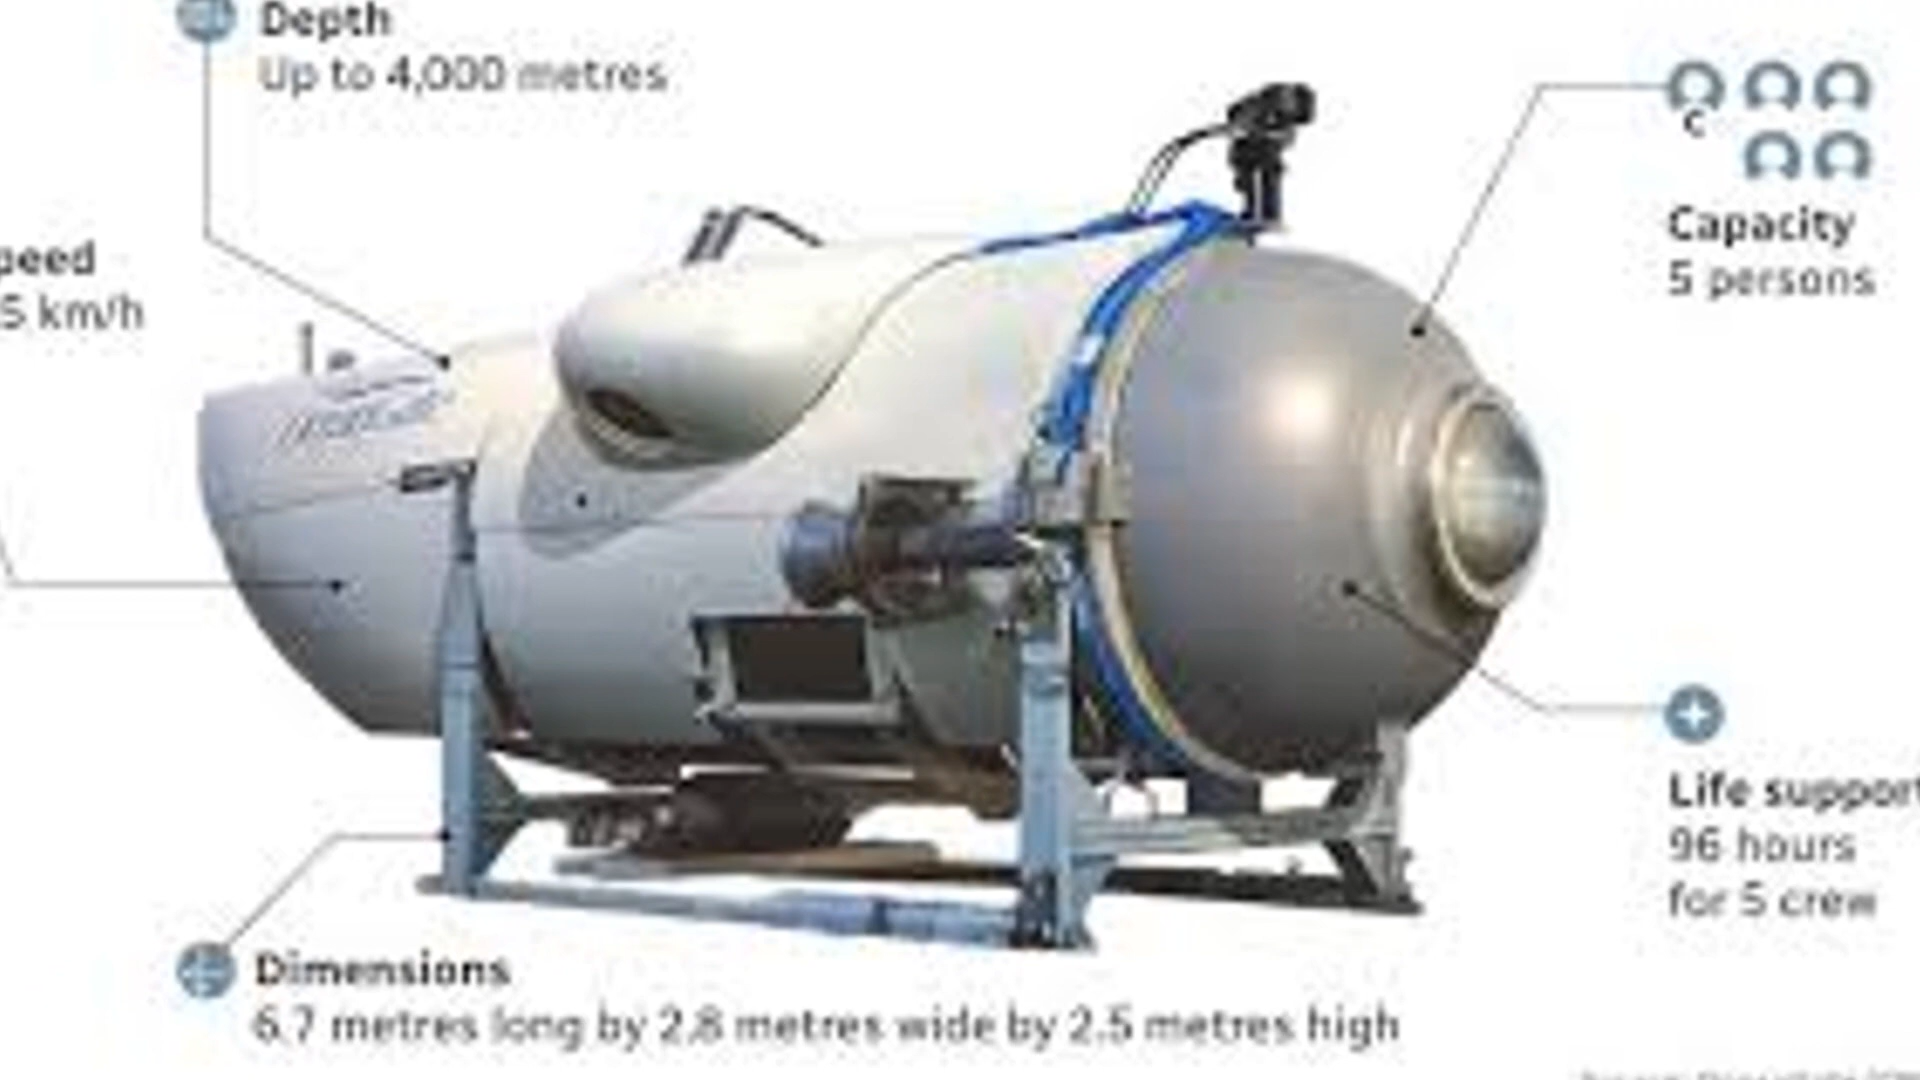 Depth
Up to 4,000 metres
peed
5 km/h
C
Capacity
5 persons
Life support
96 hours
for 5 crew
Dimensions
6.7 metres long by 2.8 metres wide by 2.5 metres high